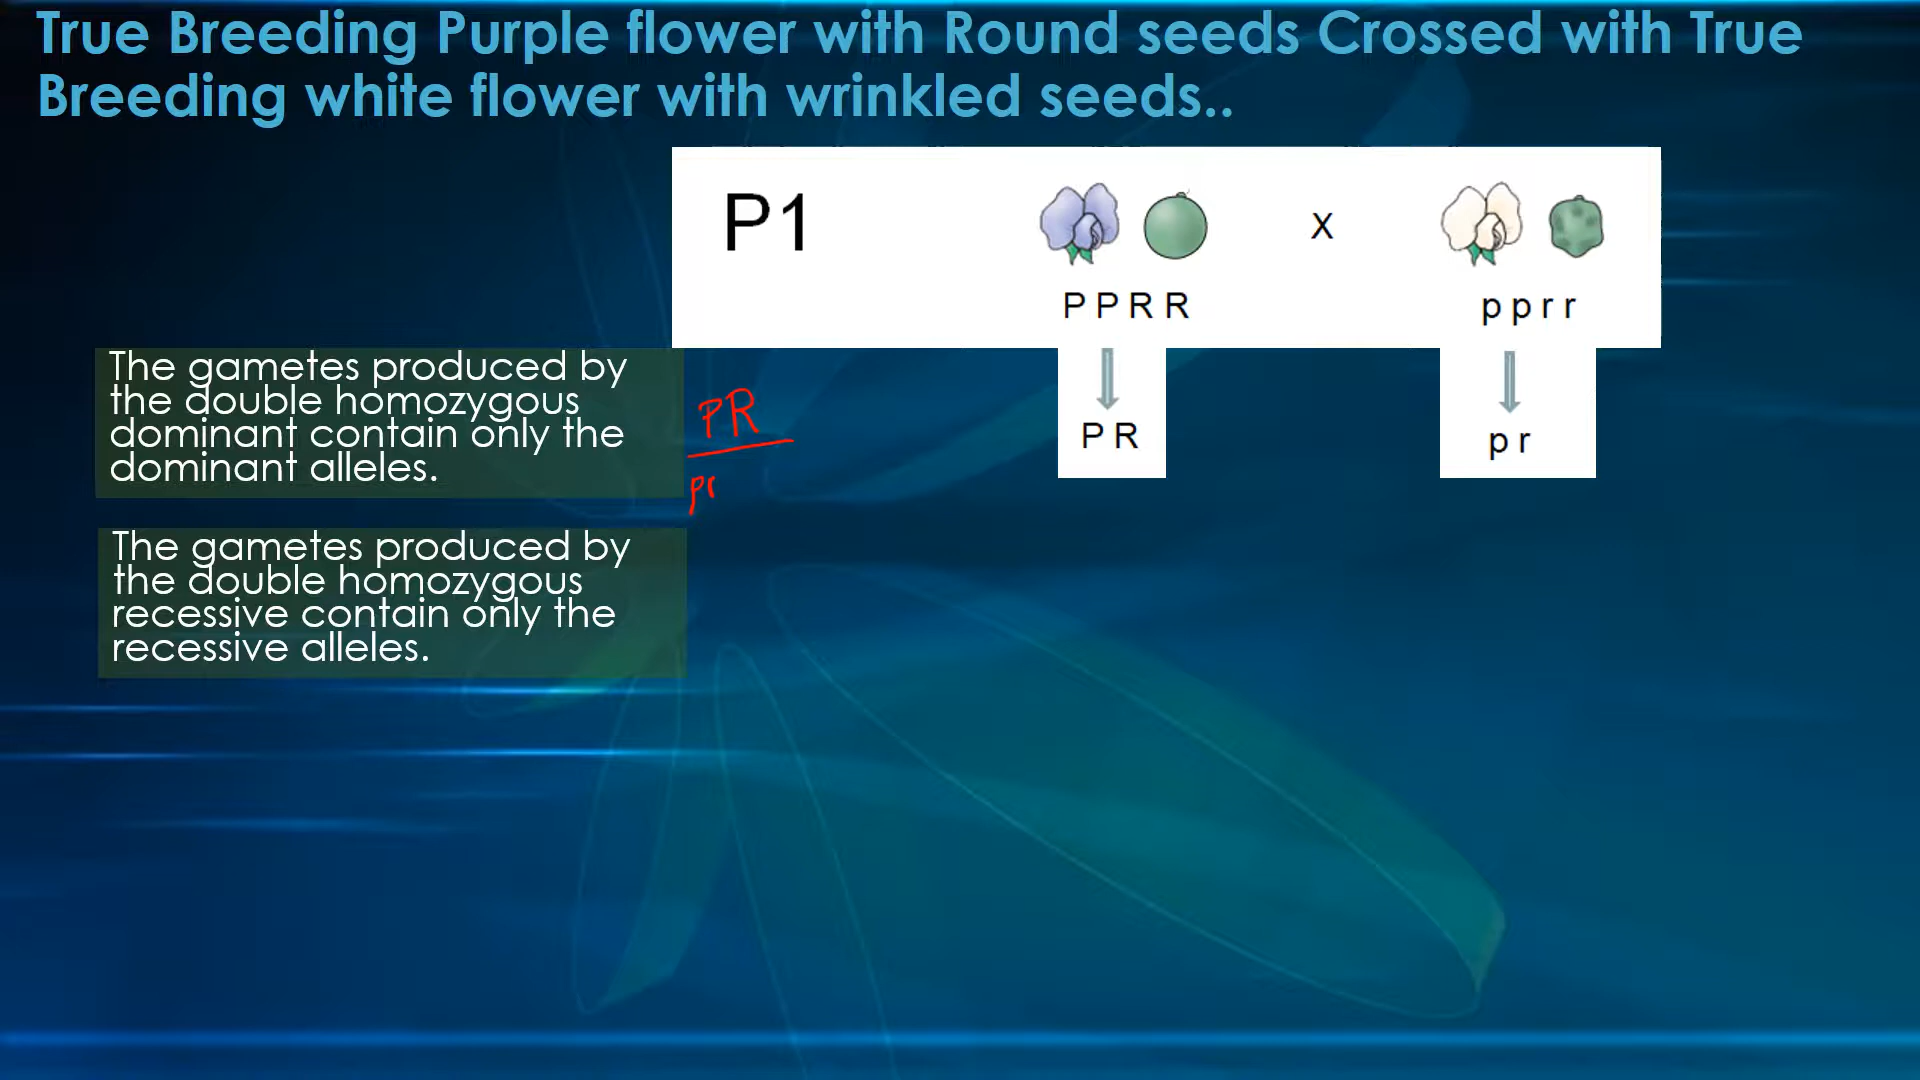 True Breeding Purple flower with Round seeds Crossed with True
Breeding white flower with wrinkled seeds..
P1
X
P P R R
p p r r
The gametes produced by
the double homozygous
dominant contain only the
dominant alleles.
PR
pr
P R
p r
The gametes produced by
the double homozygous
recessive contain only the
recessive alleles.